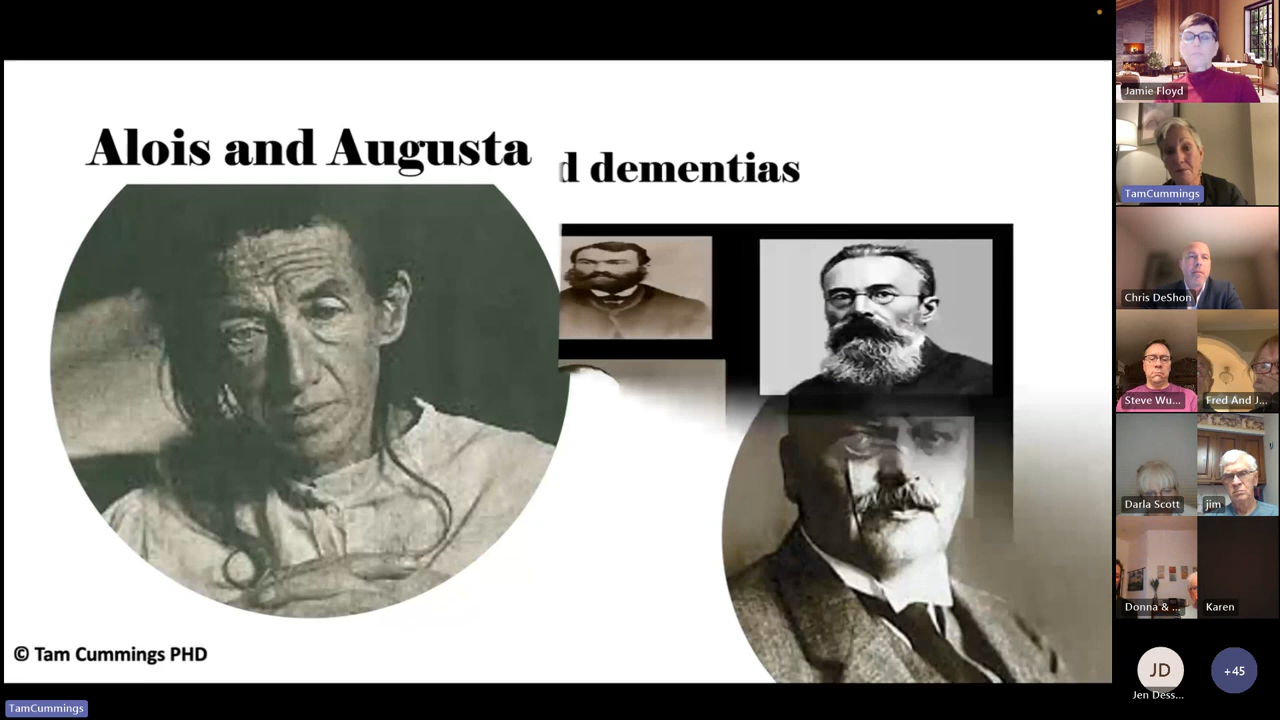 Alois and Augusta
d dementias
© Tam Cummings PHD
TamCummings
Jamie Floyd
TamCummings
Chris DeShon
Steve Wu...
Fred And J...
Darla Scott
jim
Donna & ...
Karen
JD
+45
Jen Dess...